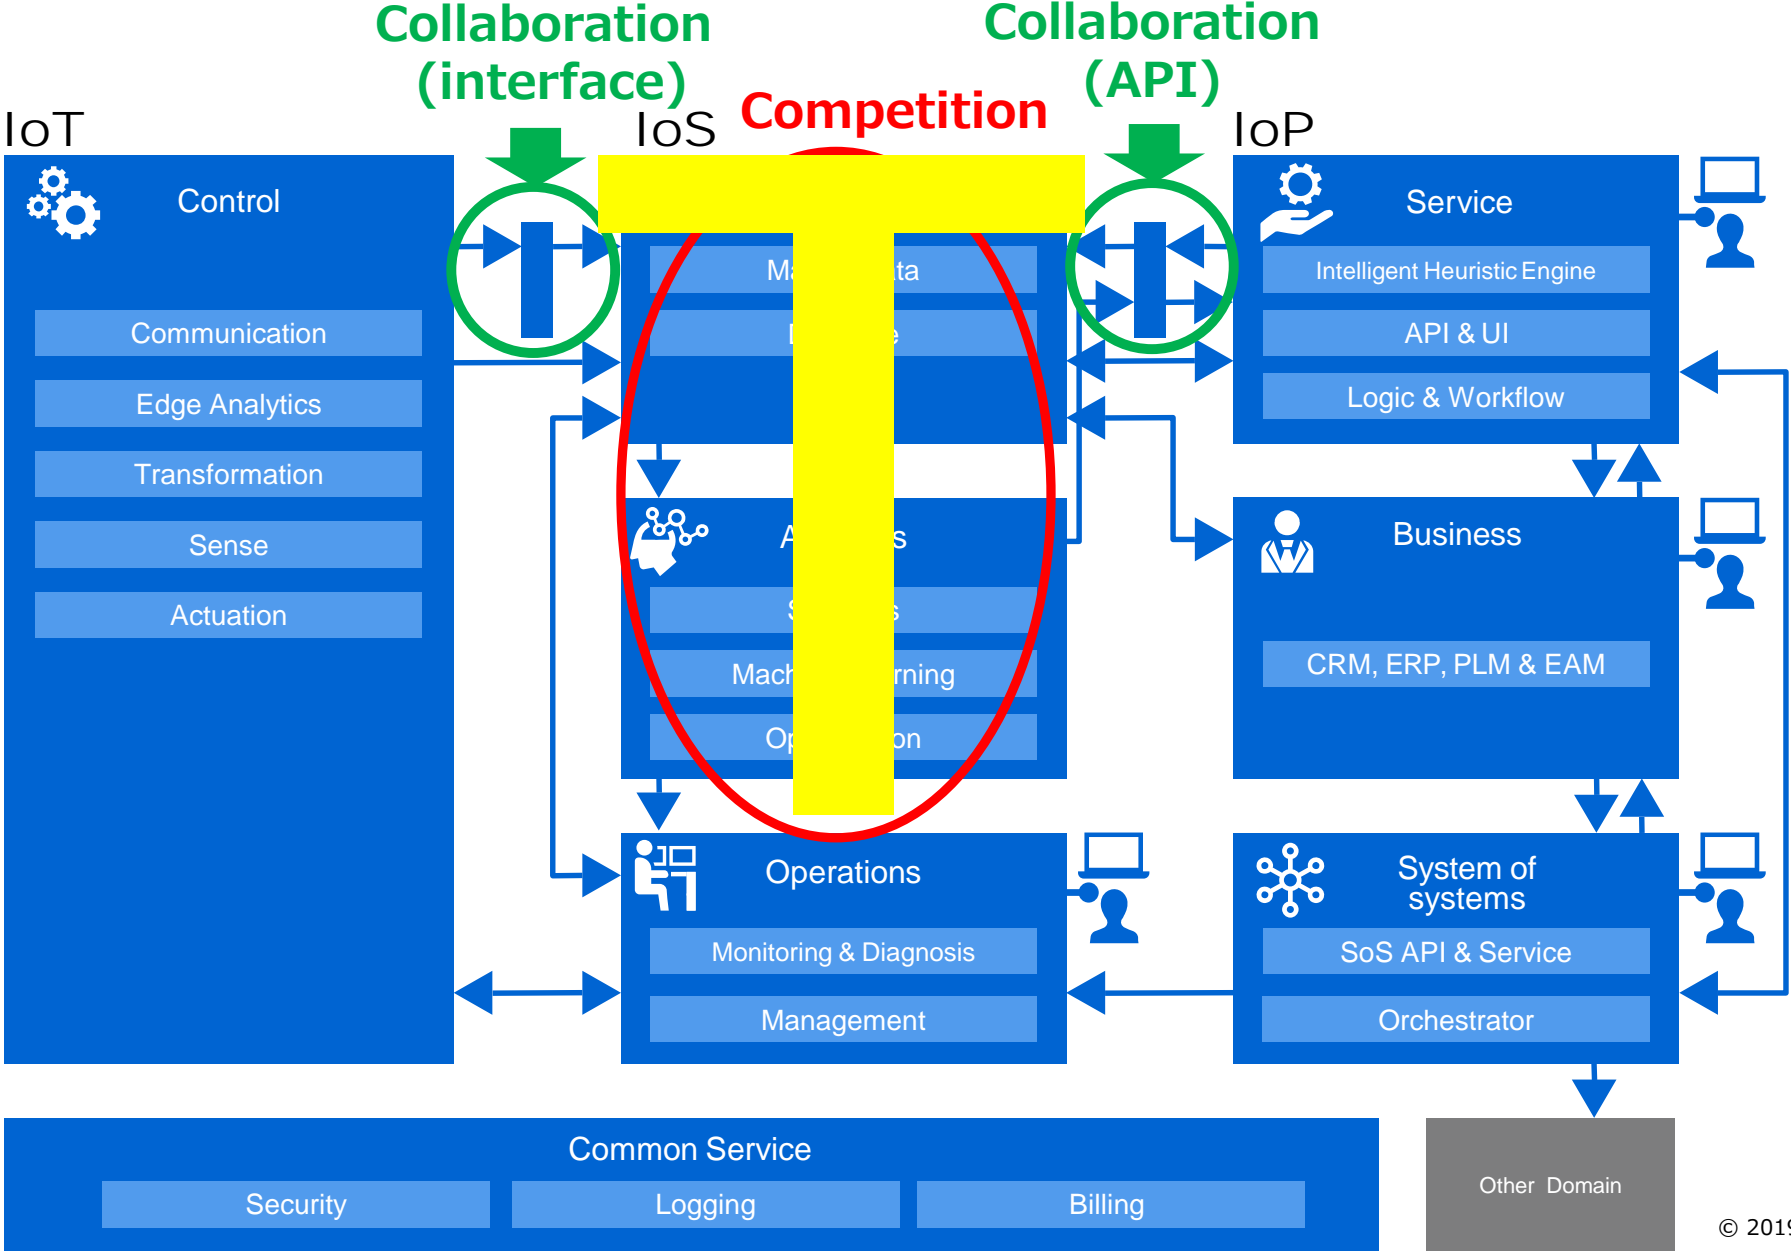 Collaboration
(interface)
Collaboration
(API)
Competition
IoT
IoS
IoP
Control
Communication
Edge Analytics
Transformation
Sense
Actuation
Service
Intelligent Heuristic Engine
API & UI
Logic & Workflow
Business
CRM, ERP, PLM & EAM
Operations
Monitoring & Diagnosis
Management
System of
systems
SoS API & Service
Orchestrator
Common Service
Security
Logging
Billing
Other Domain
© 2019